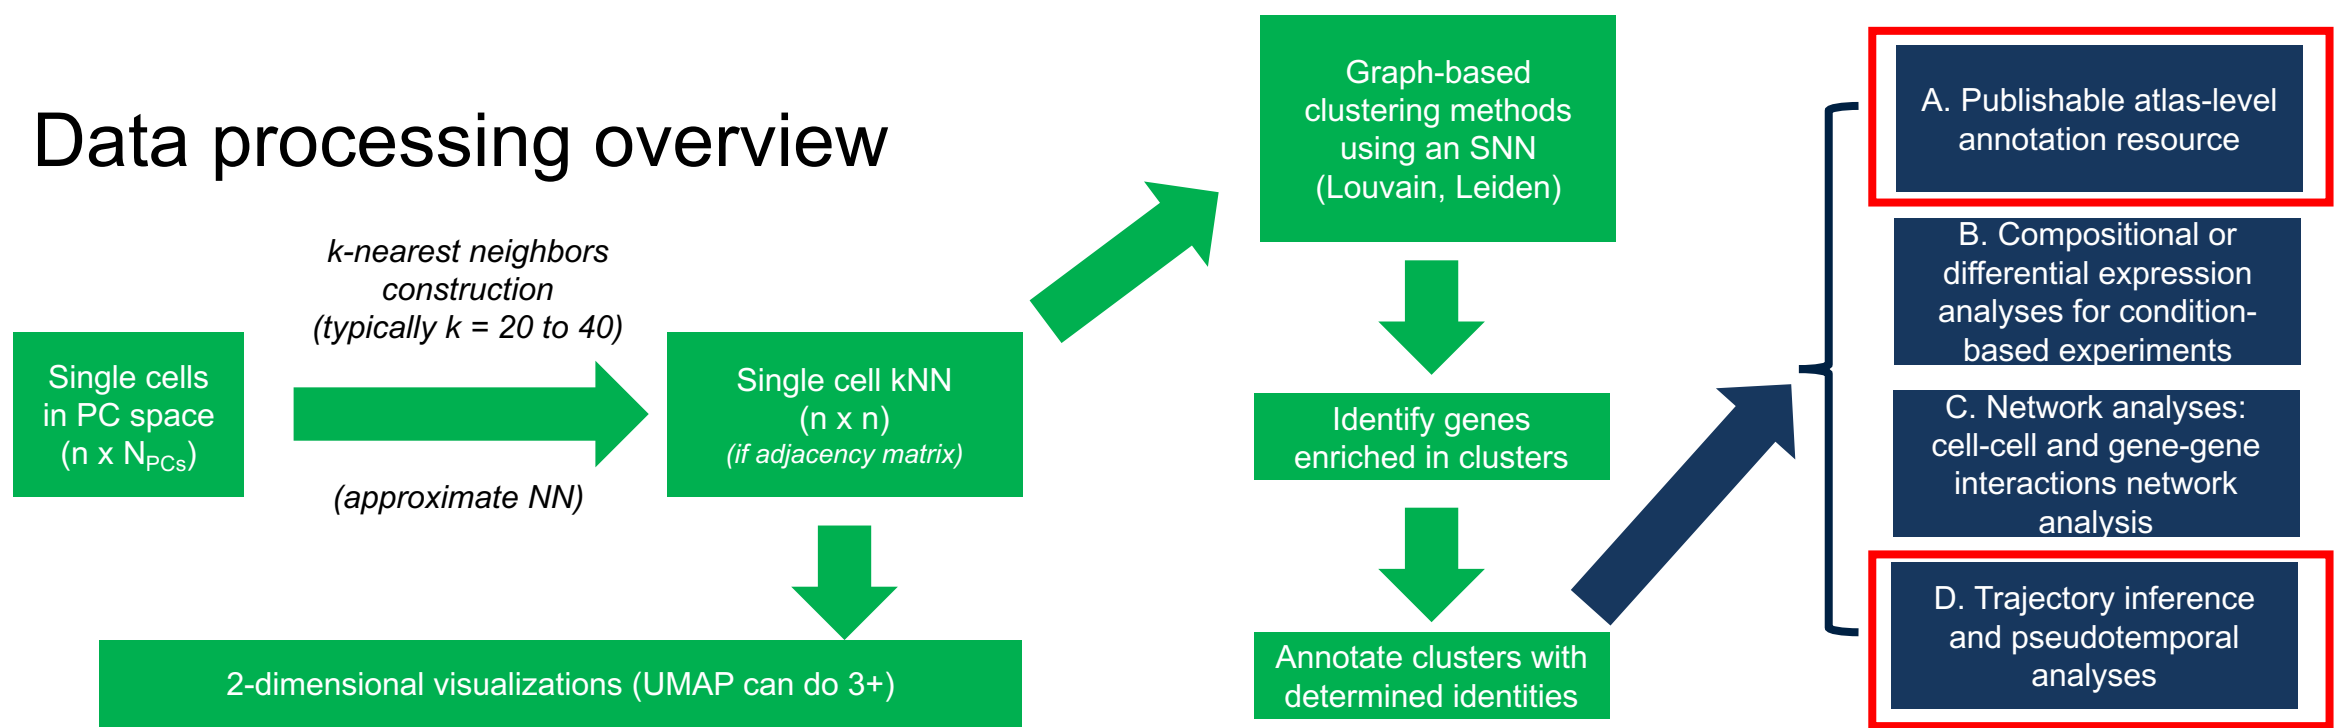 Data processing overview
k-nearest neighbors
construction
(typically k = 20 to 40)
(approximate NN)
Single cells
in PC space
(n x NPCs)
Single cell kNN
(n x n)
(if adjacency matrix)
2-dimensional visualizations (UMAP can do 3+)
Graph-based
clustering methods
using an SNN
(Louvain, Leiden)
Identify genes
enriched in clusters
Annotate clusters with
determined identities
A. Publishable atlas-level
annotation resource
B. Compositional or
differential expression
analyses for condition-
based experiments
C. Network analyses:
cell-cell and gene-gene
interactions network
analysis
D. Trajectory inference
and pseudotemporal
analyses